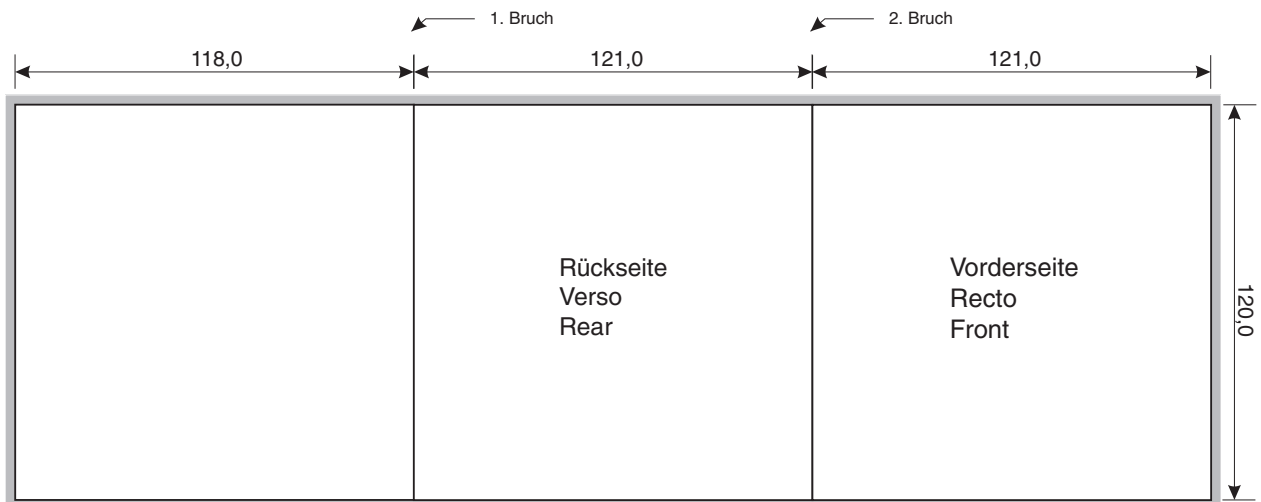 1. Bruch
2. Bruch
118,0
121,0
121,0
Rückseite
Verso
Rear
Vorderseite
Recto
Front
120,0